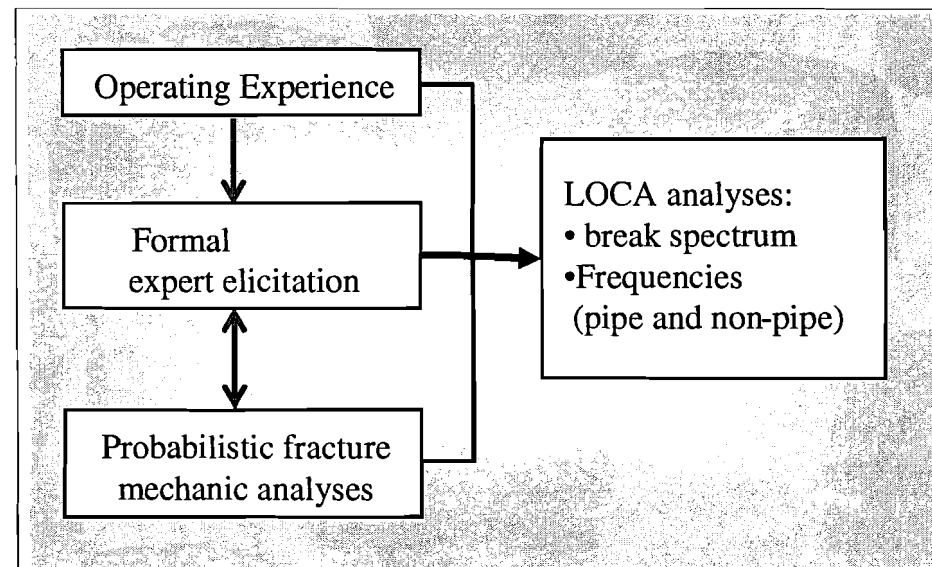 Operating Experience
Formal
expert elicitation
Probabilistic fracture
mechanic analyses
LOCA analyses:
• break spectrum
•Frequencies
(pipe and non-pipe)